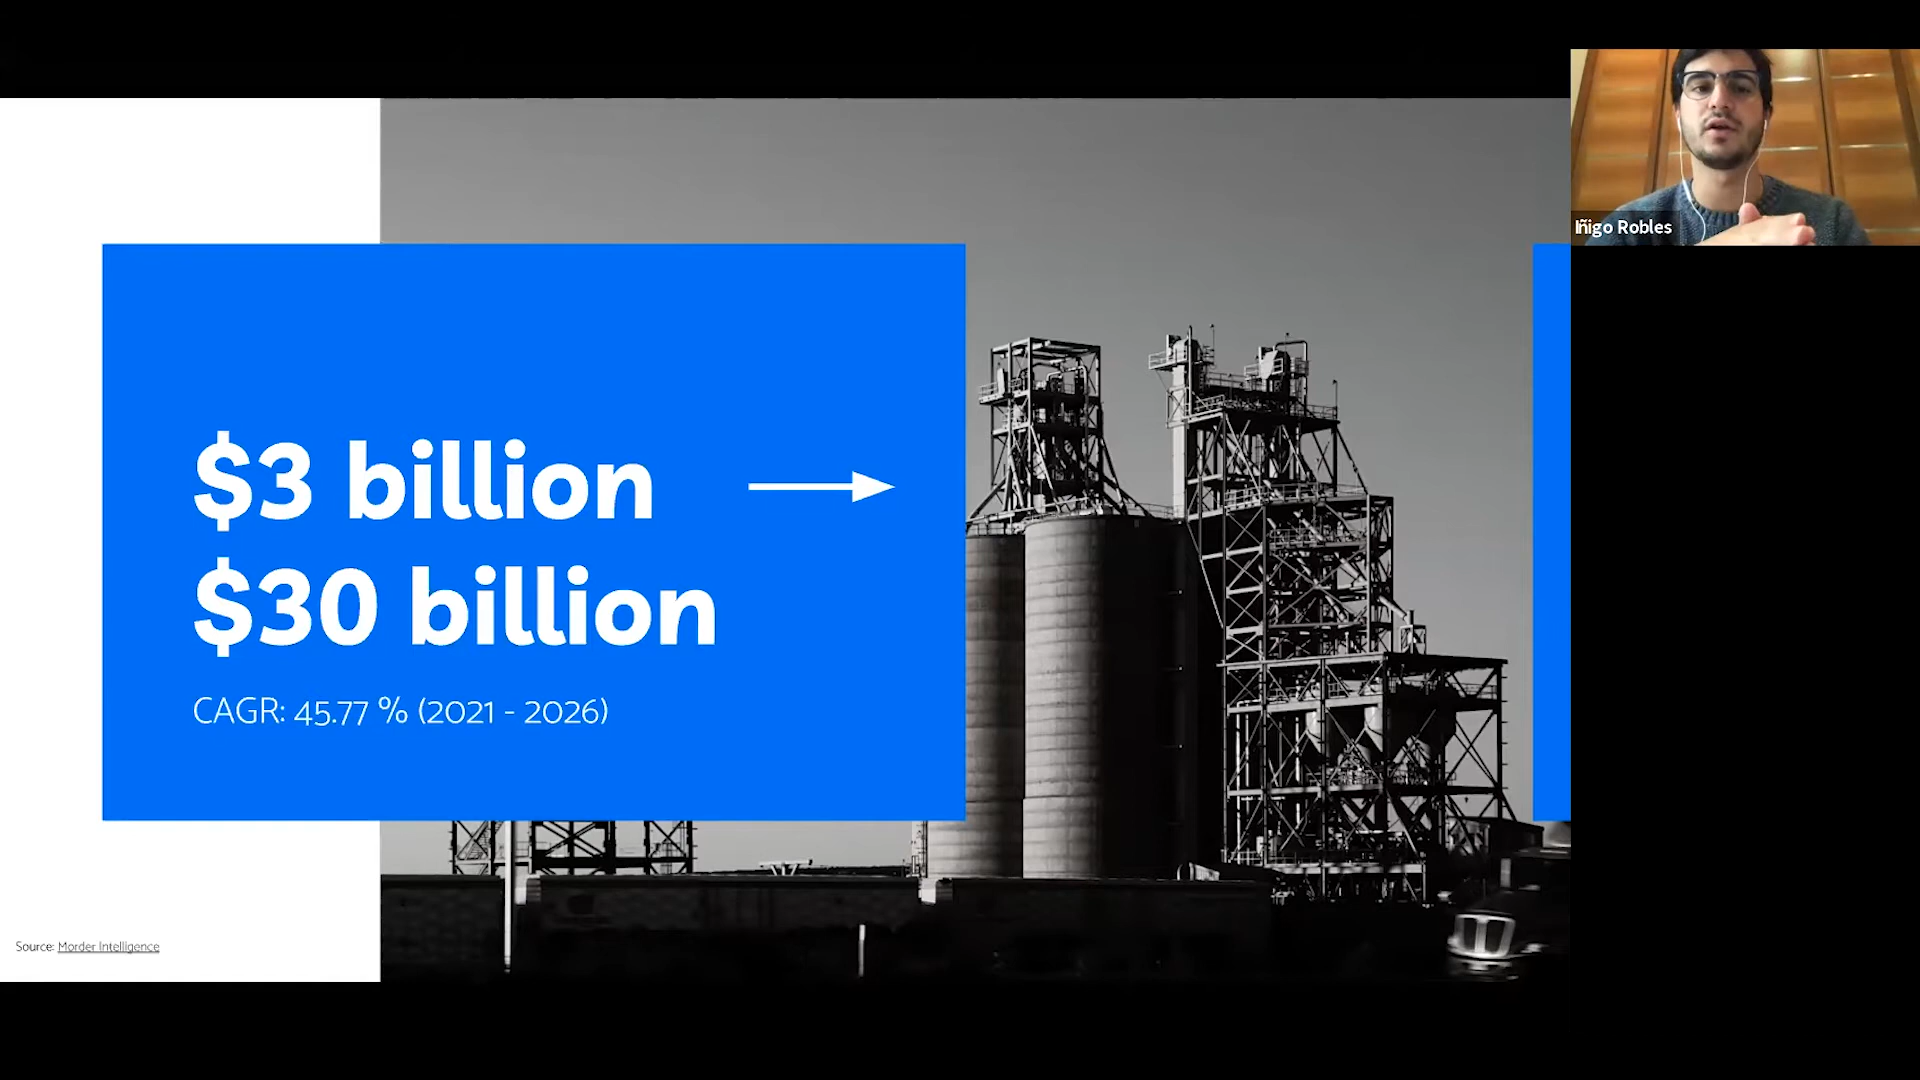 Iñigo Robles
$3 billion
$30 billion
CAGR: 45.77 % (2021 - 2026)
Source: Morder Intelligence